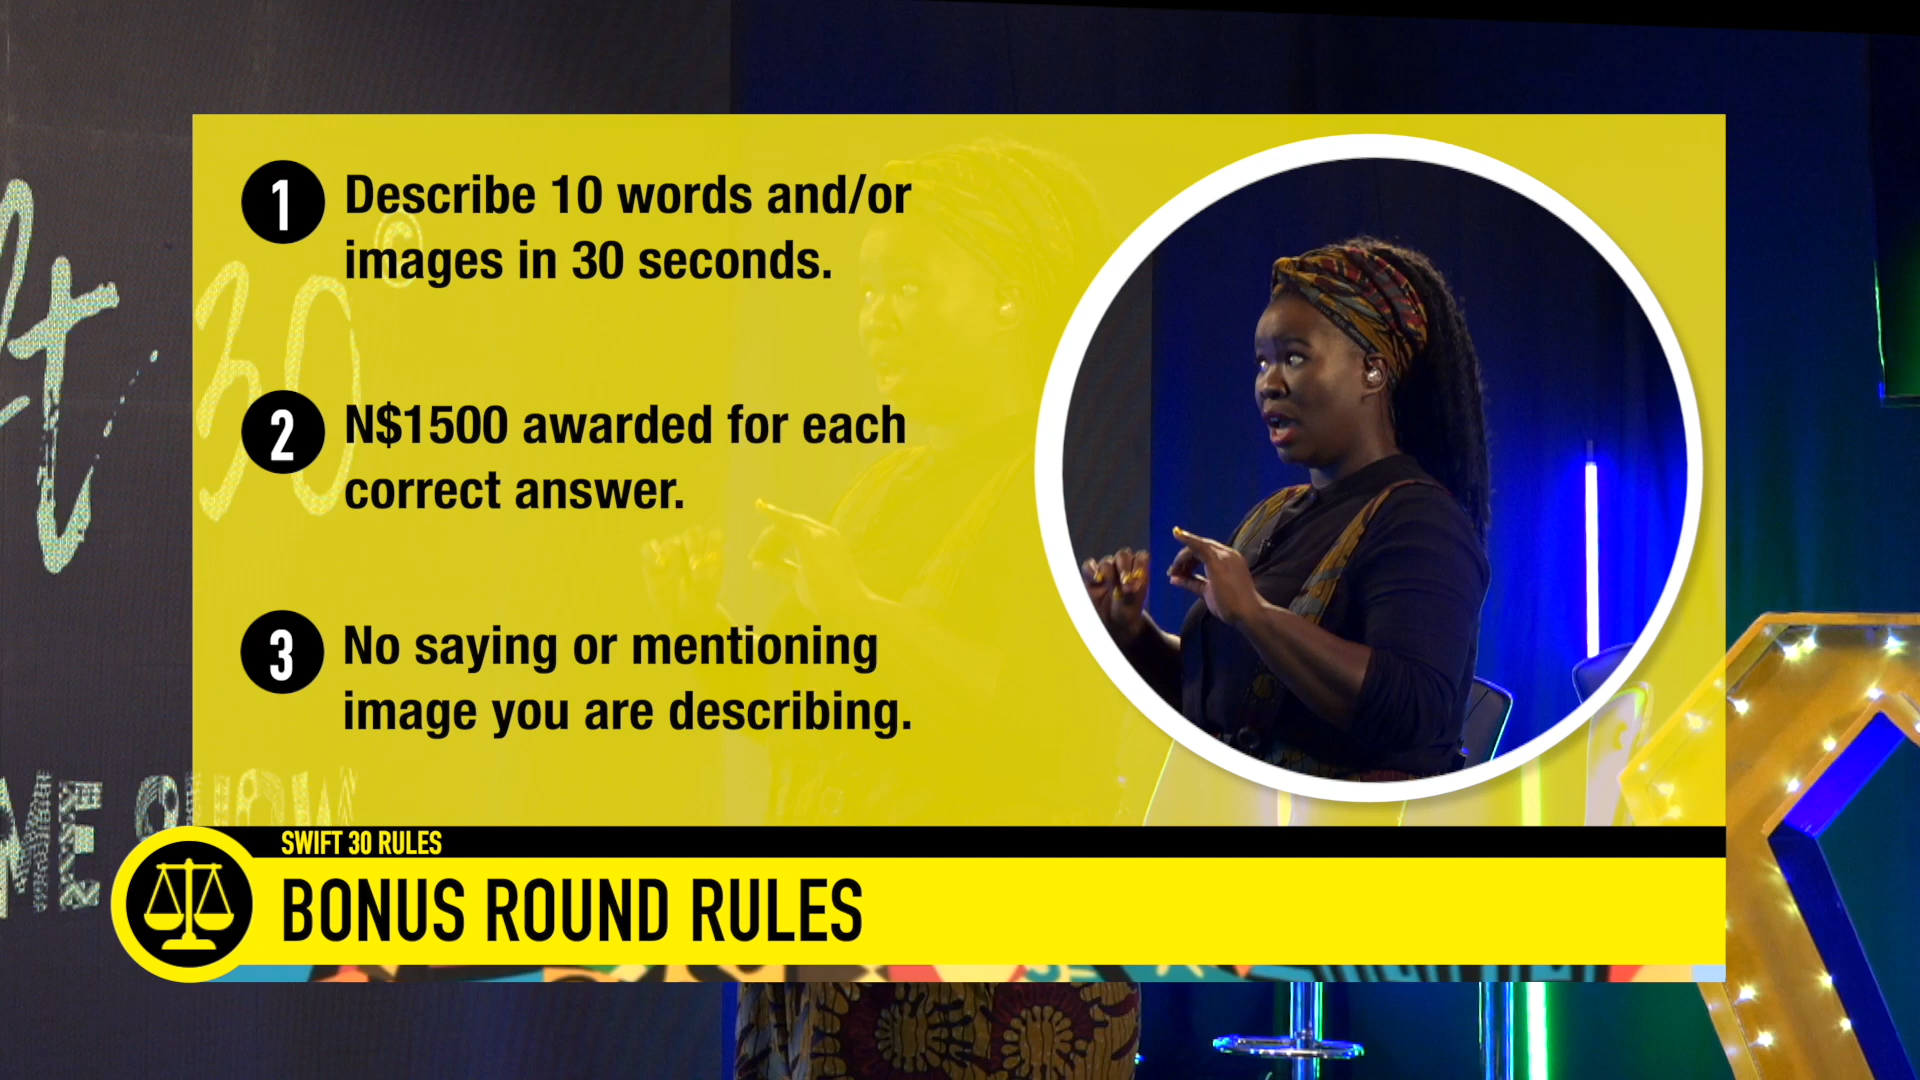 1 Describe 10 words and/or
images in 30 seconds.
2 N$1500 awarded for each
correct answer.
3 No saying or mentioning
image you are describing.
SWIFT 30 RULES
BONUS ROUND RULES
30
©